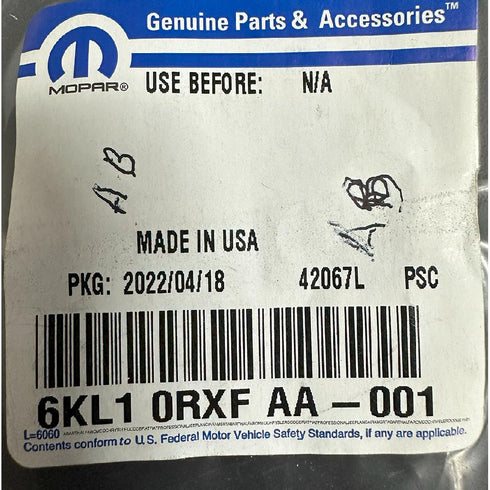 Genuine Parts & Accessories™
MOPAR®
USE BEFORE: N/A
A B
A B
MADE IN USA
PKG: 2022/04/18 42067L PSC
6KL1 0RXF AA -001
L=6060
Contents conform to U.S. Federal Motor Vehicle Safety Standards, if any are applicable.